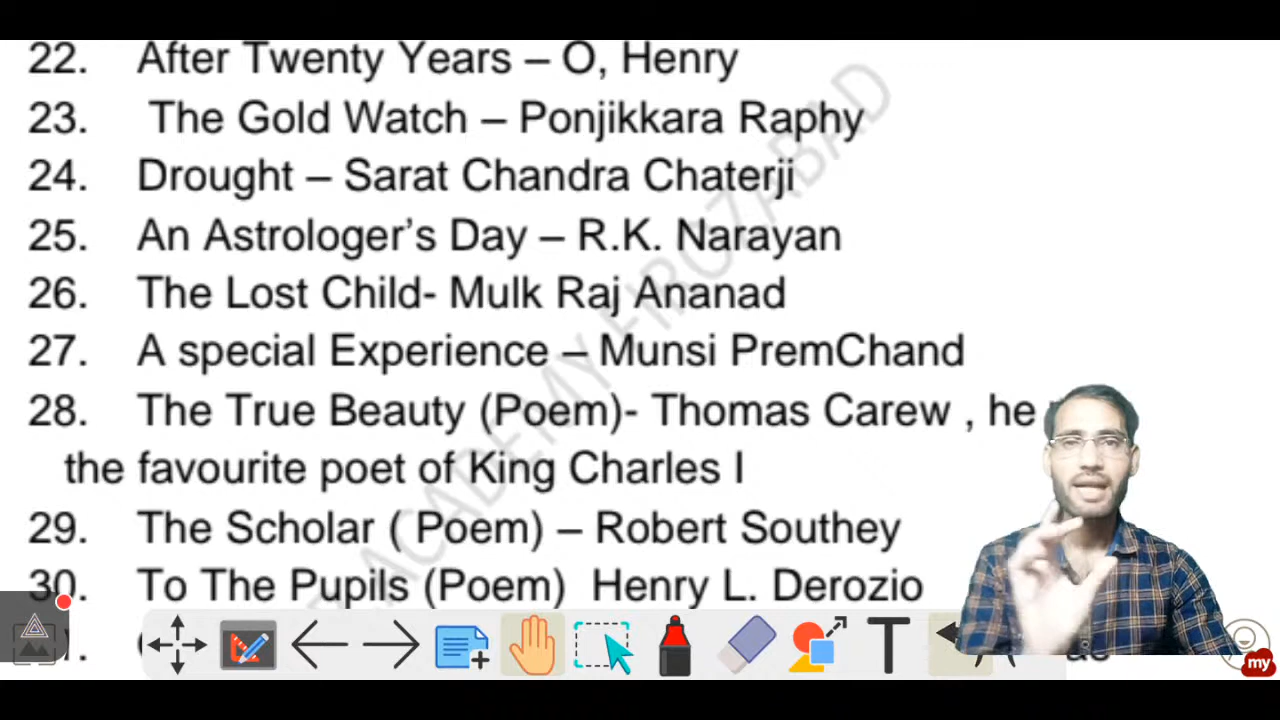 22. After Twenty Years – O, Henry
23. The Gold Watch – Ponjikkara Raphy
24. Drought – Sarat Chandra Chaterji
25. An Astrologer's Day – R.K. Narayan
26. The Lost Child- Mulk Raj Ananad
27. A special Experience – Munsi PremChand
28. The True Beauty (Poem)- Thomas Carew , he
the favourite poet of King Charles I
29. The Scholar ( Poem) – Robert Southey
30. To The Pupils (Poem) Henry L. Derozio
ACADEMY FIROZABAD
T
my